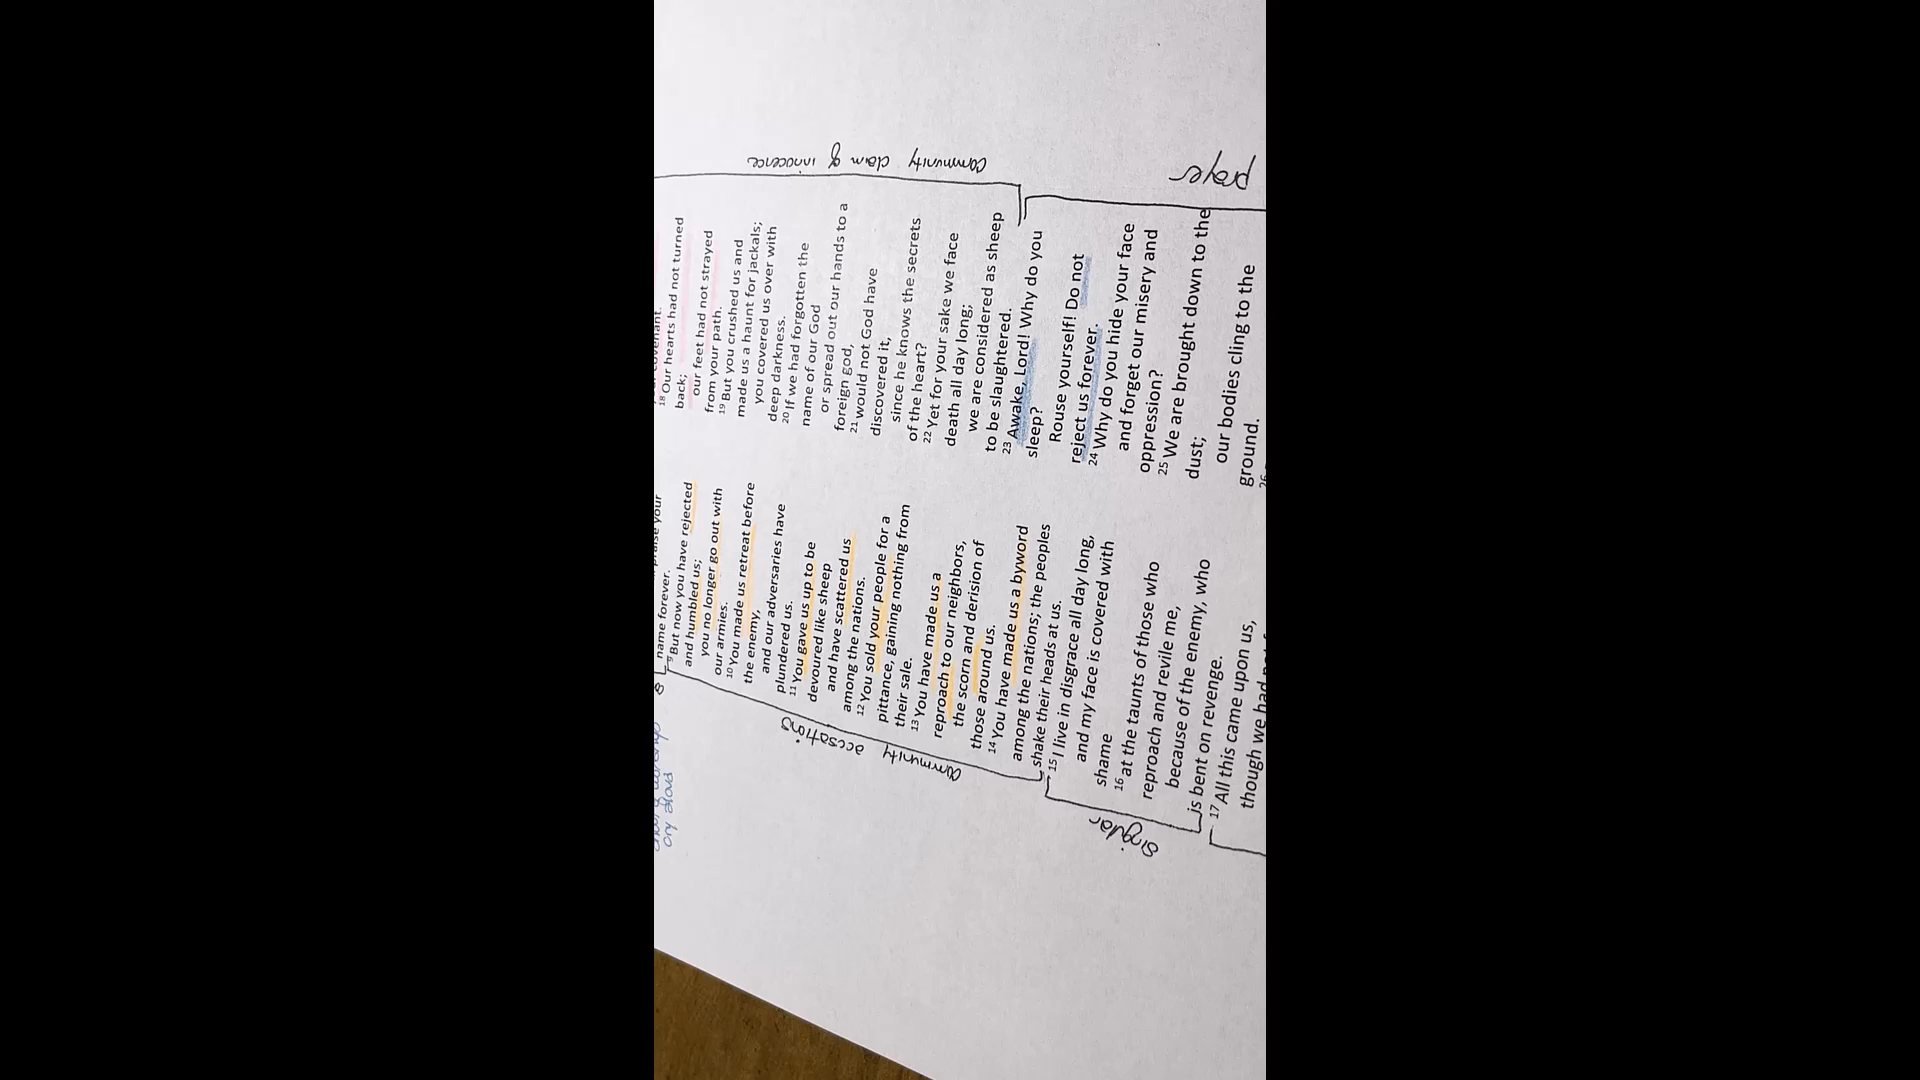 name forever.
9 But now you have rejected
and humbled us;
you no longer go out with
our armies.
10 You made us retreat before
the enemy,
and our adversaries have
plundered us.
11 You gave us up to be
devoured like sheep
and have scattered us
among the nations.
12 You sold your people for a
pittance, gaining nothing from
their sale.
13 You have made us a
reproach to our neighbors,
the scorn and derision of
those around us.
14 You have made us a byword
among the nations; the peoples
shake their heads at us.
15 I live in disgrace all day long,
and my face is covered with
shame
16 at the taunts of those who
reproach and revile me,
because of the enemy, who
is bent on revenge.
17 All this came upon us,
though we had
community accsations
singular
cry aloud
18 Our hearts had not turned
back;
our feet had not strayed
from your path.
19 But you crushed us and
made us a haunt for jackals;
you covered us over with
deep darkness.
20 If we had forgotten the
name of our God
or spread out our hands to a
foreign god,
21 would not God have
discovered it,
since he knows the secrets
of the heart?
22 Yet for your sake we face
death all day long;
we are considered as sheep
to be slaughtered.
23 Awake, Lord! Why do you
sleep?
Rouse yourself! Do not
reject us forever.
24 Why do you hide your face
and forget our misery and
oppression?
25 We are brought down to the
dust;
our bodies cling to the
ground.
community claim of innocence
prayer